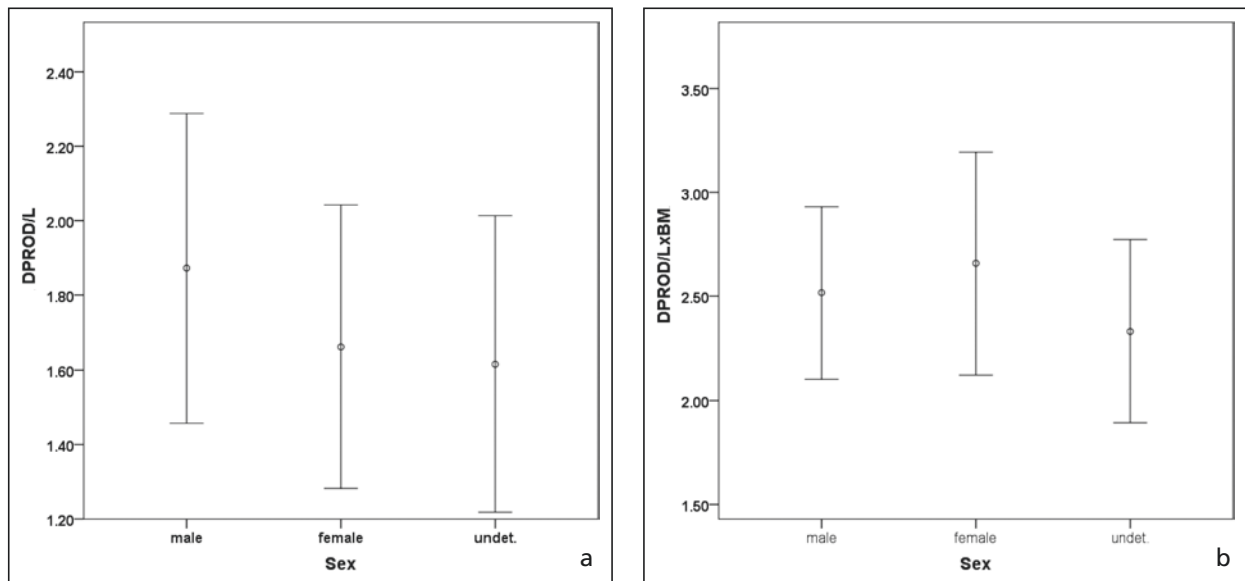 DPROD/L
2.40
2.20
2.00
1.80
1.60
1.40
1.20
male female undet.
Sex
a
DPROD/LxBM
3.50
3.00
2.50
2.00
1.50
male female undet.
Sex
b